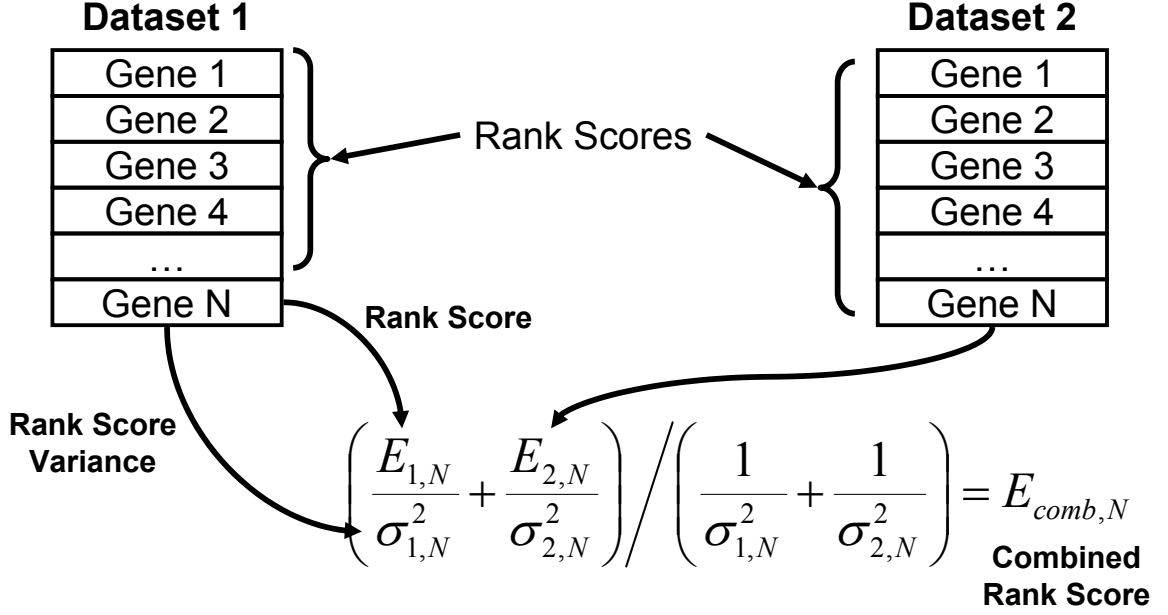 Dataset 1
Gene 1
Gene 2
Gene 3
Gene 4
...
Gene N
Dataset 2
Gene 1
Gene 2
Gene 3
Gene 4
...
Gene N
Rank Scores
Rank Score
Rank Score
Variance
(E_{1,N}/σ²_{1,N} + E_{2,N}/σ²_{2,N}) / (1/σ²_{1,N} + 1/σ²_{2,N}) = E_{comb,N}
Combined
Rank Score